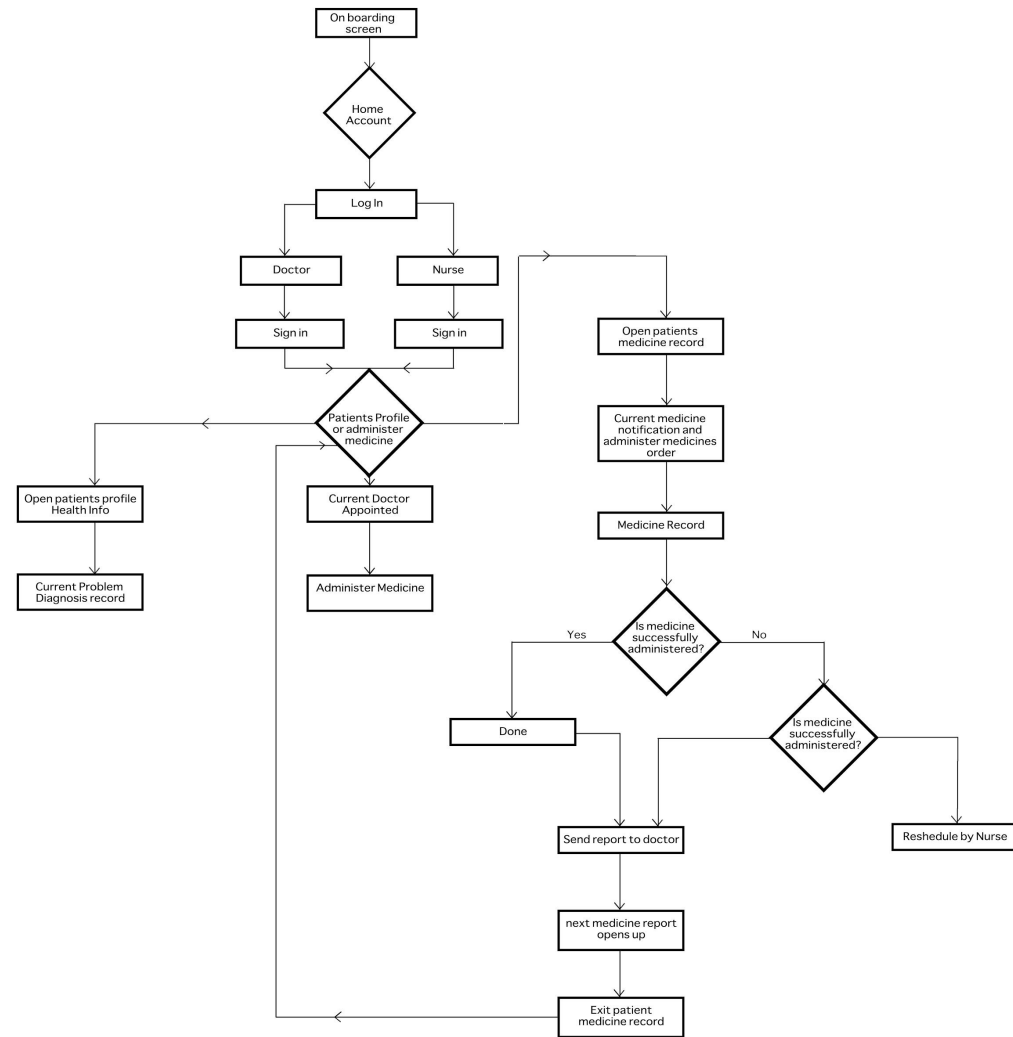 On boarding
screen
Home
Account
Log In
Doctor
Nurse
Sign in
Sign in
Open patients
medicine record
Patients Profile
or administer
medicine
Current medicine
notification and
administer medicines
order
Open patients profile
Health Info
Current Doctor
Appointed
Medicine Record
Current Problem
Diagnosis record
Administer Medicine
Yes
Is medicine
successfully
administered?
No
Done
Is medicine
successfully
administered?
Send report to doctor
Reshedule by Nurse
next medicine report
opens up
Exit patient
medicine record